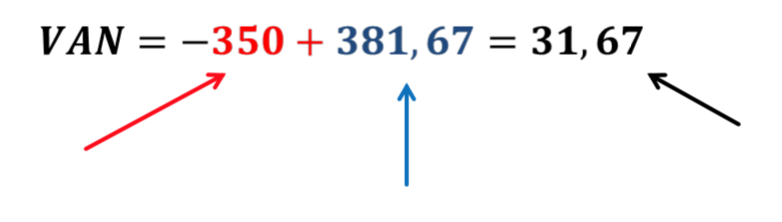 VAN = −350 + 381,67 = 31,67